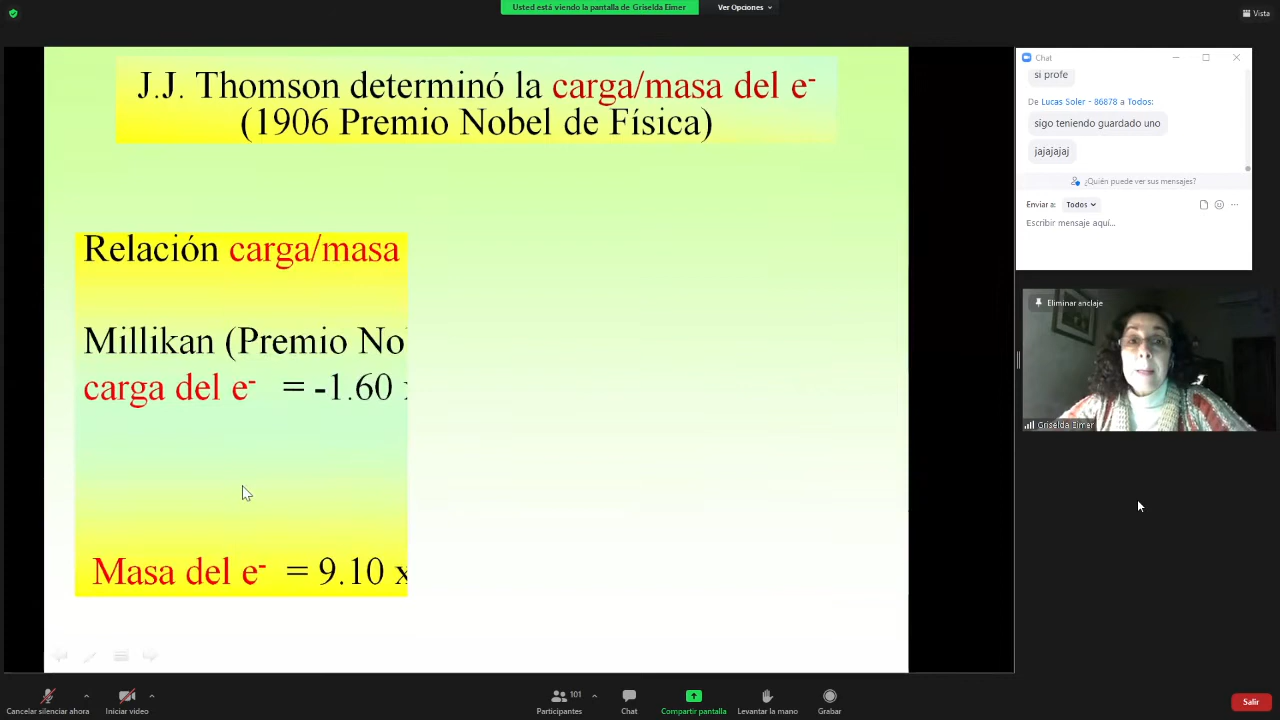 Usted está viendo la pantalla de Griselda Eimer
Ver Opciones
Vista
J.J. Thomson determinó la carga/masa del e-
(1906 Premio Nobel de Física)
Relación carga/masa
Millikan (Premio No
carga del e- = -1.60 x
Masa del e- = 9.10 x
Chat
si profe
De Lucas Soler - 86878 a Todos:
sigo teniendo guardado uno
jajajajaj
¿Quién puede ver sus mensajes?
Enviar a: Todos
Escribir mensaje aquí...
Eliminar anclaje
Griselda Eimer
Cancelar silenciar ahora
Iniciar video
101
Participantes
Chat
Compartir pantalla
Levantar la mano
Grabar
Salir